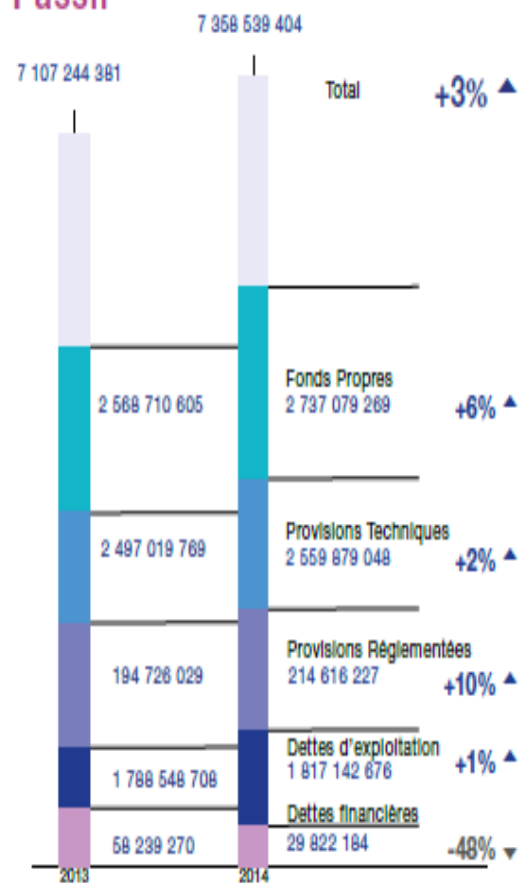 Passif
7 358 539 404
7 107 244 381
Total
+3%
Fonds Propres
2 568 710 605
2 737 079 269
+6%
Provisions Techniques
2 497 019 769
2 559 879 048
+2%
Provisions Réglementées
194 726 029
214 616 227
+10%
Dettes d'exploitation
1 788 548 708
1 817 142 676
+1%
Dettes financières
58 239 270
29 822 184
-48%
2013
2014